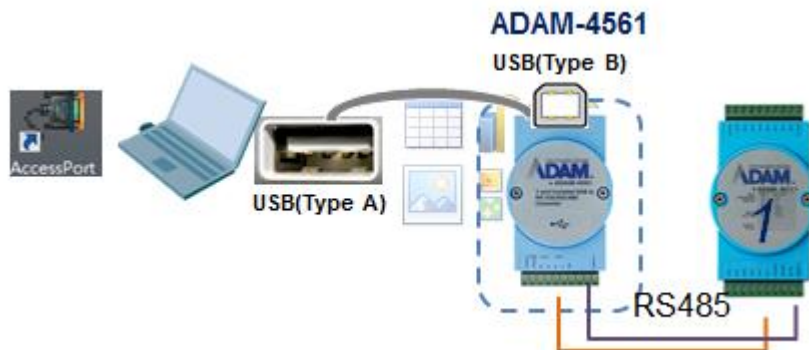 ADAM-4561
USB(Type B)
AccessPort
USB(Type A)
ADAM
ADAM
1
RS485